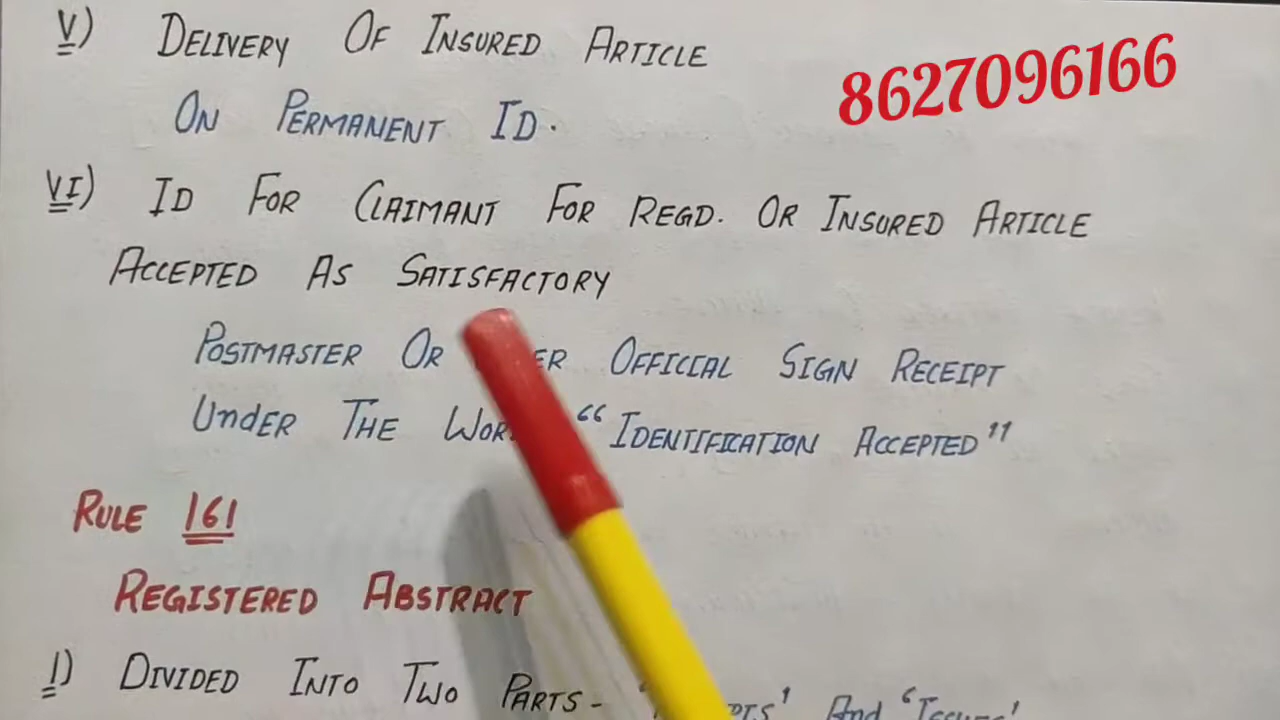 V) DELIVERY OF INSURED ARTICLE
8627096166
ON PERMANENT ID.
VI) ID FOR CLAIMANT FOR REGD. OR INSURED ARTICLE
ACCEPTED AS SATISFACTORY
POSTMASTER OR OFFICIAL SIGN RECEIPT
UNDER THE "IDENTIFICATION ACCEPTED"
RULE 161
REGISTERED ABSTRACT
I) DIVIDED INTO TWO PARTS - AND